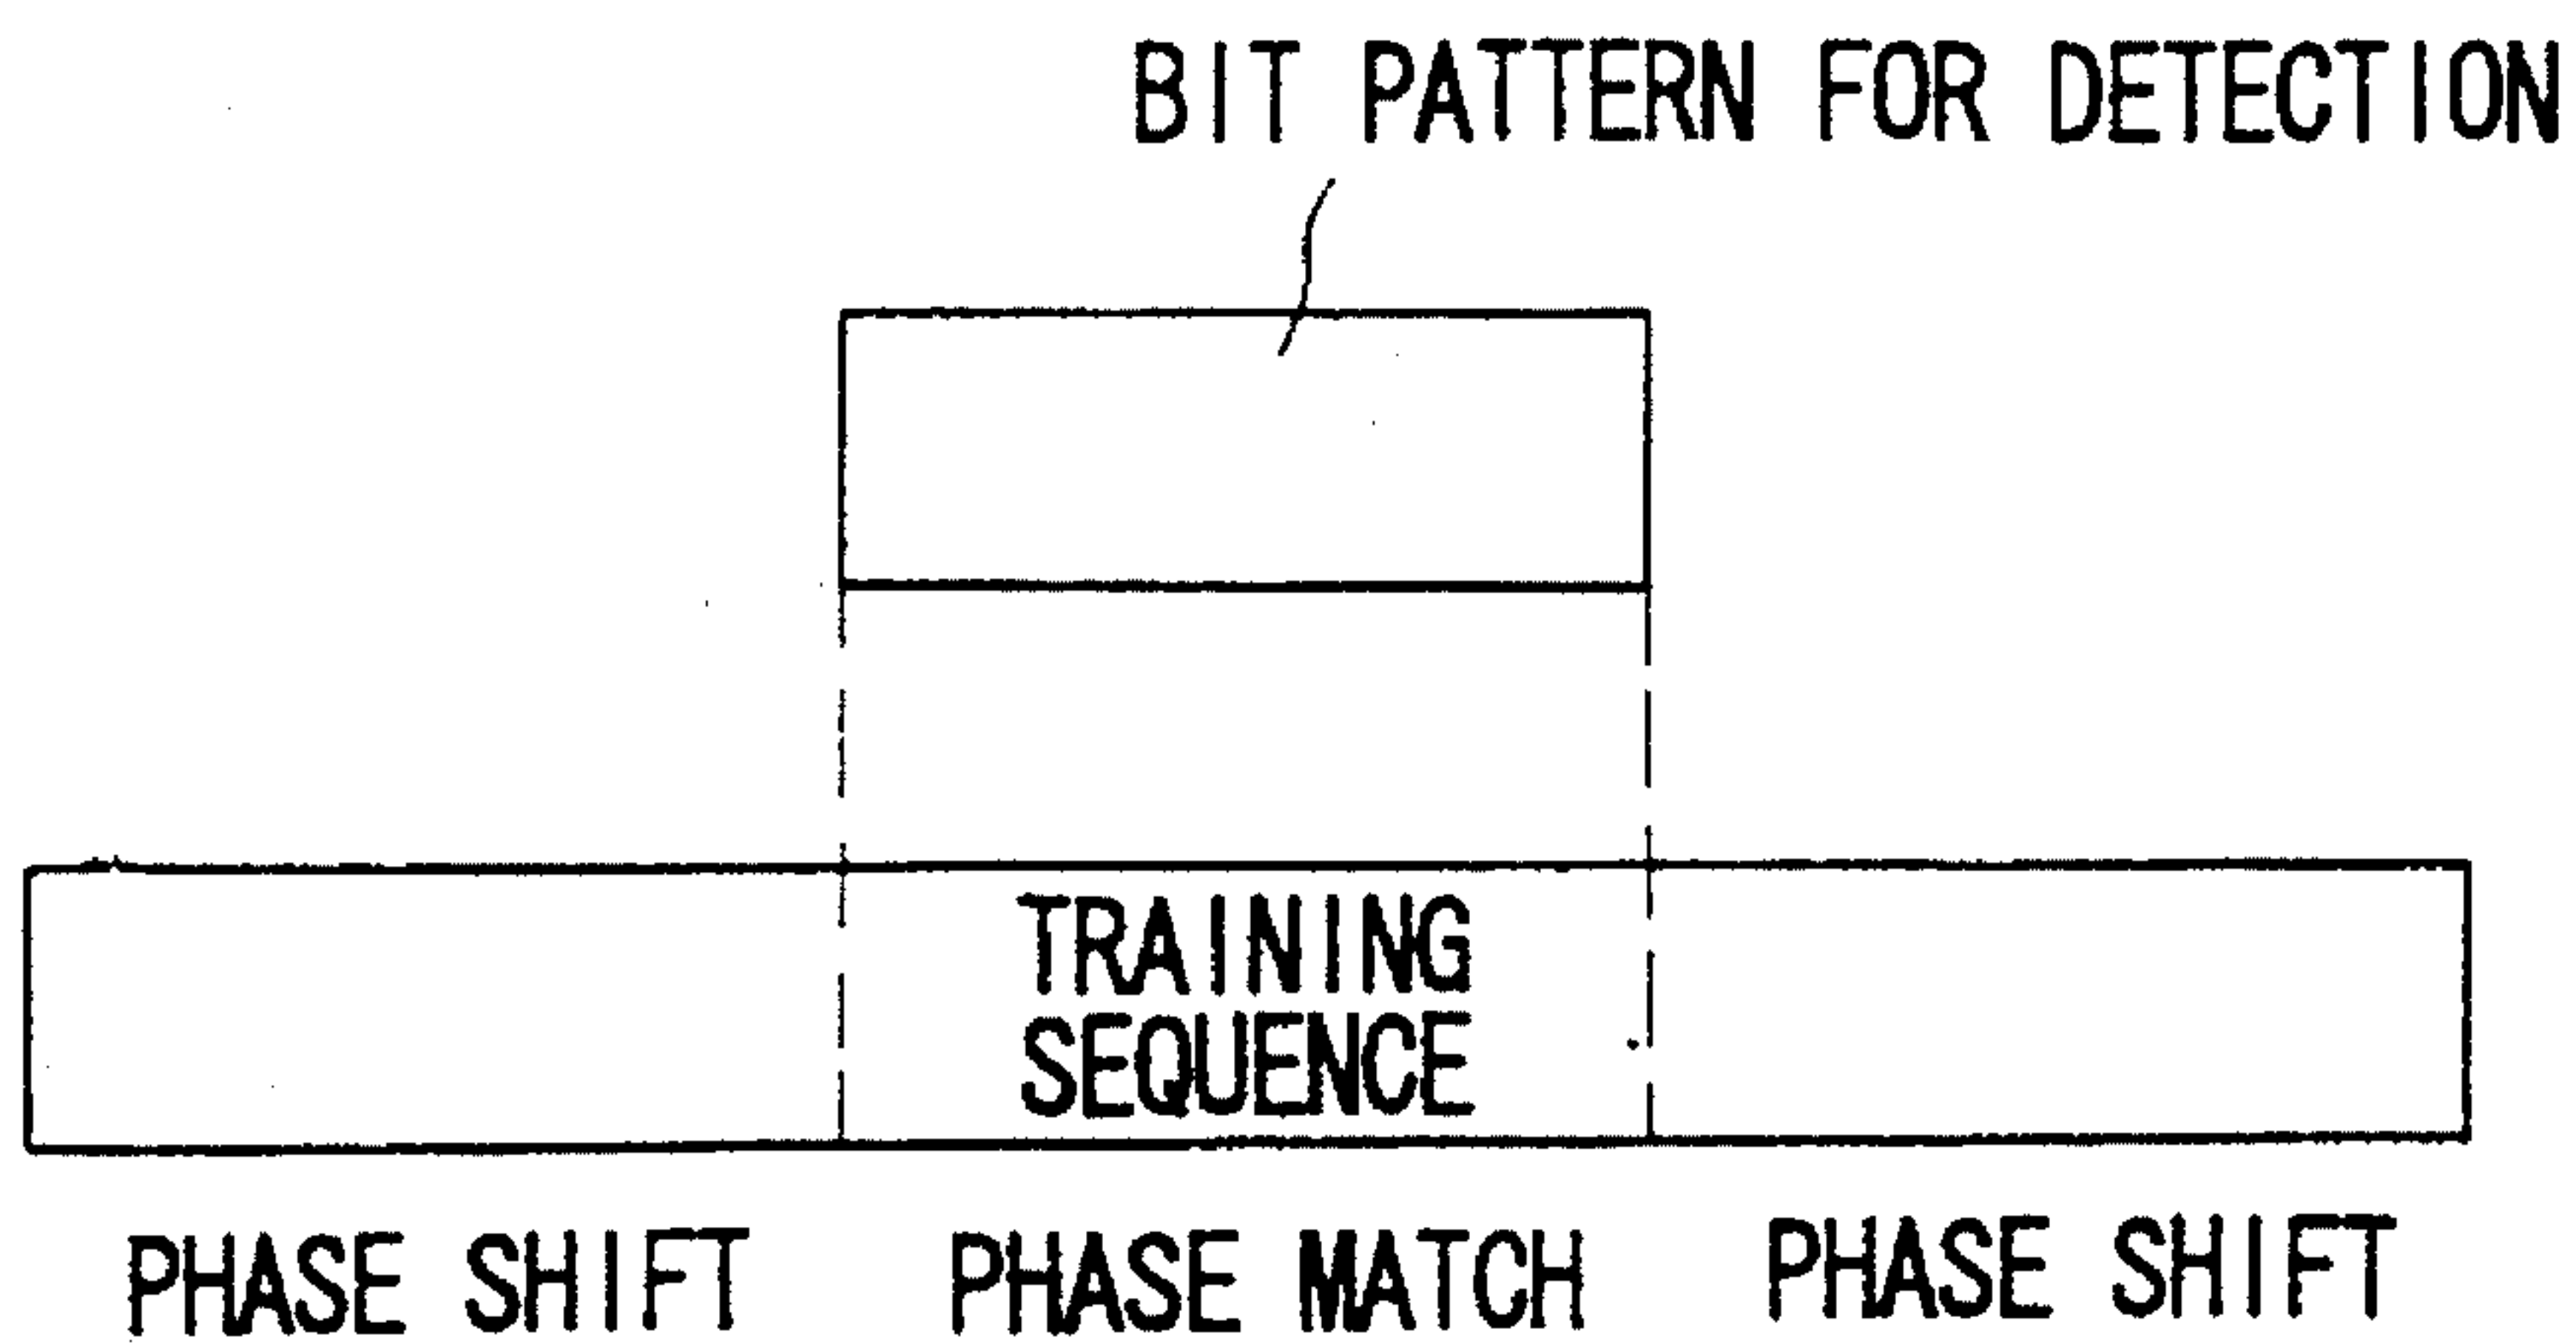 BIT PATTERN FOR DETECTION
TRAINING
SEQUENCE
PHASE SHIFT PHASE MATCH PHASE SHIFT